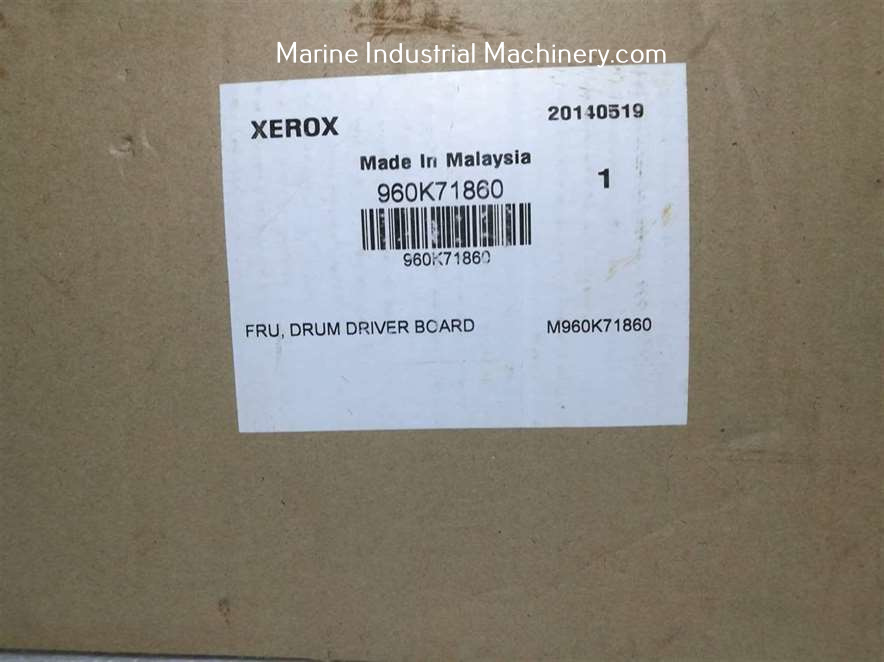 Marine Industrial Machinery.com
XEROX 20140519
Made In Malaysia
960K71860 1
960K71860
FRU, DRUM DRIVER BOARD M960K71860